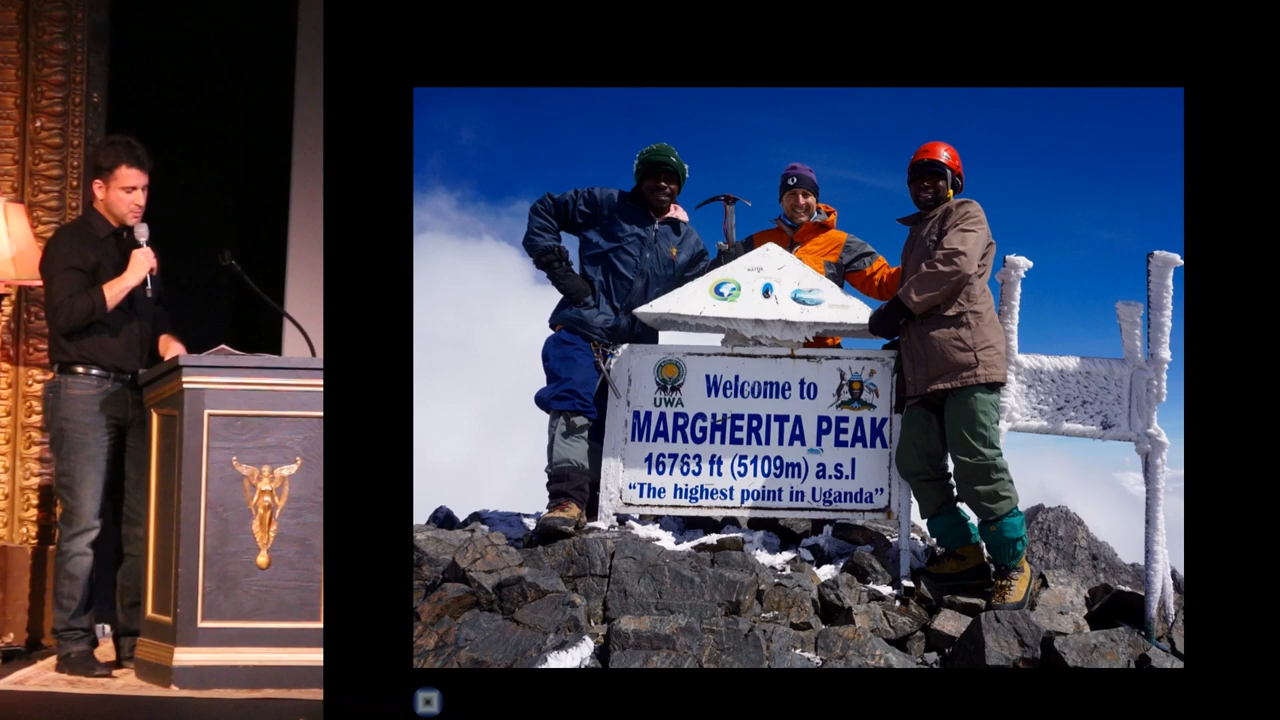 UWA
Welcome to
MARGHERITA PEAK
16763 ft (5109m) a.s.l
“The highest point in Uganda”